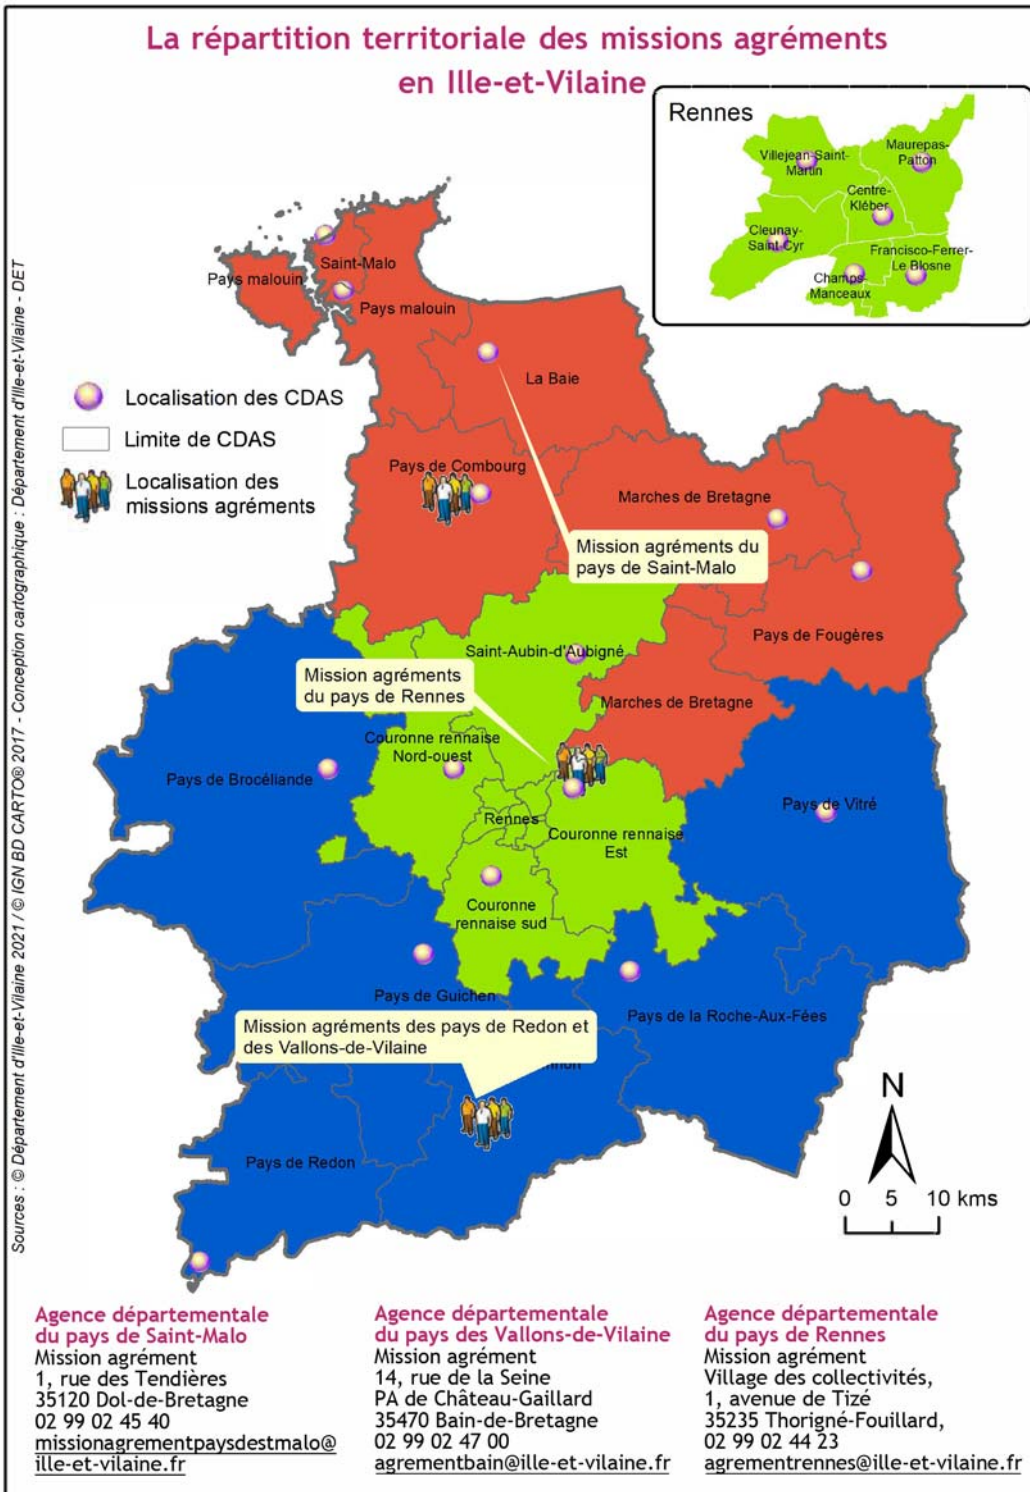 La répartition territoriale des missions agréments
en Ille-et-Vilaine
Rennes
Villejean-Saint-
Martin
Maurepas-
Patton
Centre-
Kléber
Cleunay-
Saint-Cyr
Francisco-Ferrer-
Le Blosne
Champs-
Manceaux
Sources : © Département d'Ille-et-Vilaine 2021 / © IGN BD CARTO® 2017 - Conception cartographique : Département d'Ille-et-Vilaine - DET
Localisation des CDAS
Limite de CDAS
Localisation des
missions agréments
Pays malouin
Saint-Malo
Pays malouin
La Baie
Pays de Combourg
Marches de Bretagne
Mission agréments du
pays de Saint-Malo
Pays de Fougères
Saint-Aubin-d'Aubigné
Mission agréments
du pays de Rennes
Marches de Bretagne
Couronne rennaise
Nord-ouest
Pays de Brocéliande
Pays de Vitré
Rennes
Couronne rennaise
Est
Couronne
rennaise sud
Pays de Guichen
Pays de la Roche-Aux-Fées
Mission agréments des pays de Redon et
des Vallons-de-Vilaine
Pays de Redon
N
0 5 10 kms
Agence départementale
du pays de Saint-Malo
Mission agrément
1, rue des Tendières
35120 Dol-de-Bretagne
02 99 02 45 40
missionagrementpaysdestmalo@
ille-et-vilaine.fr
Agence départementale
du pays des Vallons-de-Vilaine
Mission agrément
14, rue de la Seine
PA de Château-Gaillard
35470 Bain-de-Bretagne
02 99 02 47 00
agrementbain@ille-et-vilaine.fr
Agence départementale
du pays de Rennes
Mission agrément
Village des collectivités,
1, avenue de Tizé
35235 Thorigné-Fouillard,
02 99 02 44 23
agrementrennes@ille-et-vilaine.fr